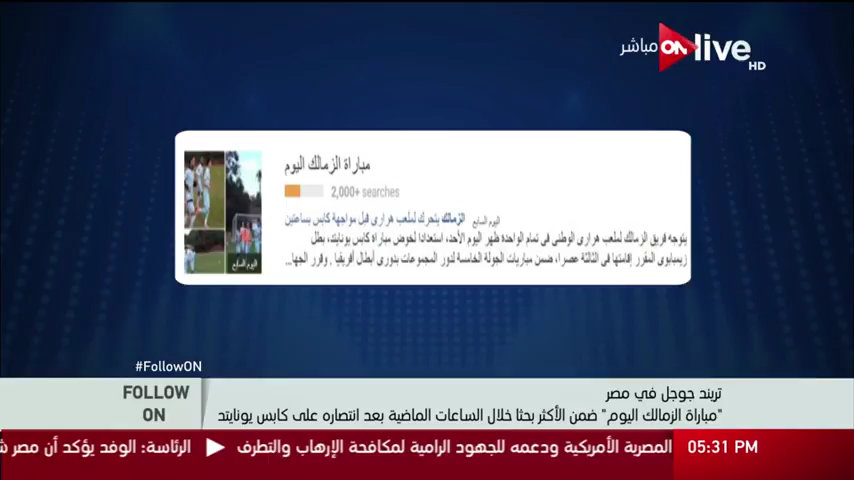 مباشر ON live
HD
مباراة الزمالك اليوم
2,000+ searches
الزمالك يتحرك لملعب هرارى قبل مواجهة كابس بساعتين اليوم السابع
يتوجه فريق الزمالك لملعب هرارى الوطنى فى تمام الواحده ظهر اليوم الأحد، استعدادا لخوض مباراة كابس يونايتد، بطل
زيمبابوى المقرر إقامتها فى الثالثة عصرا، ضمن مباريات الجولة الخامسة لدور المجموعات بدورى أبطال أفريقيا . وقرر الجها...
اليوم السابع
#FollowON
FOLLOW
ON
تريند جوجل في مصر
"مباراة الزمالك اليوم" ضمن الأكثر بحثا خلال الساعات الماضية بعد انتصاره على كابس يونايتد
المصرية الأمريكية ودعمه للجهود الرامية لمكافحة الإرهاب والتطرف ◀ الرئاسة: الوفد يؤكد أن مصر ش
05:31 PM